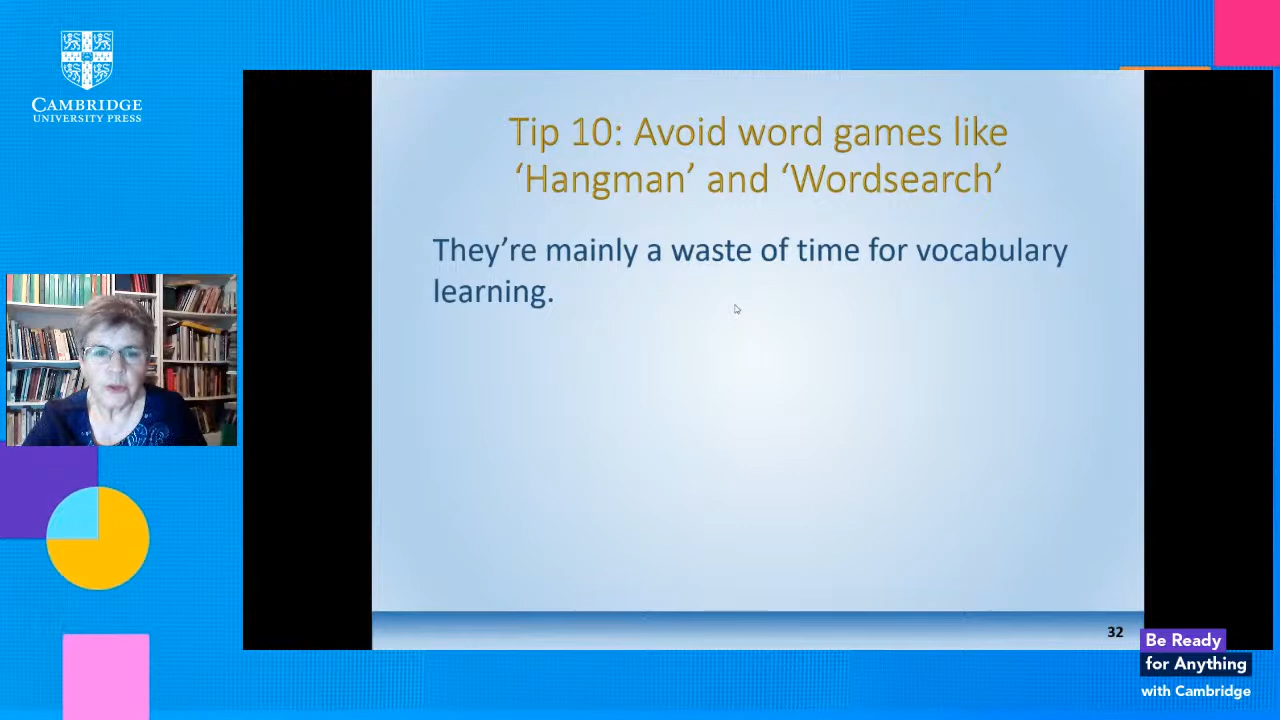 CAMBRIDGE
UNIVERSITY PRESS
Tip 10: Avoid word games like
‘Hangman’ and ‘Wordsearch’
They’re mainly a waste of time for vocabulary
learning.
32
Be Ready
for Anything
with Cambridge